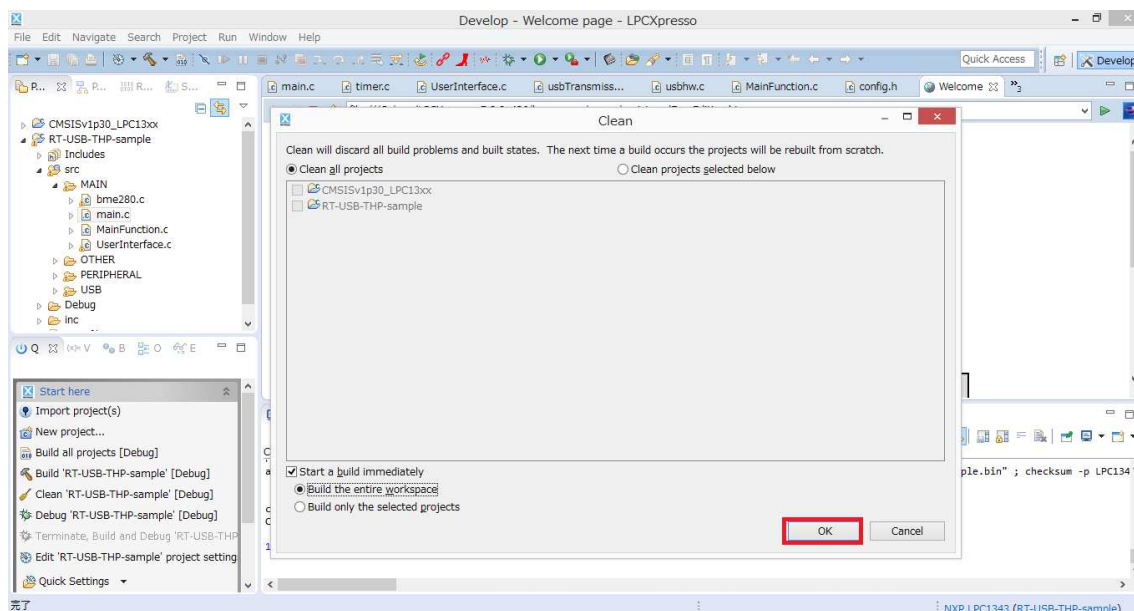 Develop - Welcome page - LPCXpresso
File Edit Navigate Search Project Run Window Help
Quick Access
Develop
P... P... R... S...
main.c timer.c UserInterface.c usbTransmiss... usbhw.c MainFunction.c config.h Welcome
CMSISv1p30_LPC13xx
RT-USB-THP-sample
Includes
src
MAIN
bme280.c
main.c
MainFunction.c
UserInterface.c
OTHER
PERIPHERAL
USB
Debug
inc
Q V B O E
Start here
Import project(s)
New project...
Build all projects [Debug]
Build 'RT-USB-THP-sample' [Debug]
Clean 'RT-USB-THP-sample' [Debug]
Debug 'RT-USB-THP-sample' [Debug]
Terminate, Build and Debug 'RT-USB-THP
Edit 'RT-USB-THP-sample' project setting
Quick Settings
Clean
Clean will discard all build problems and built states. The next time a build occurs the projects will be rebuilt from scratch.
Clean all projects Clean projects selected below
CMSISv1p30_LPC13xx
RT-USB-THP-sample
Start a build immediately
Build the entire workspace
Build only the selected projects
OK Cancel
ple.bin" ; checksum -p LPC134
完了
NXP LPC1343 (RT-USB-THP-sample)